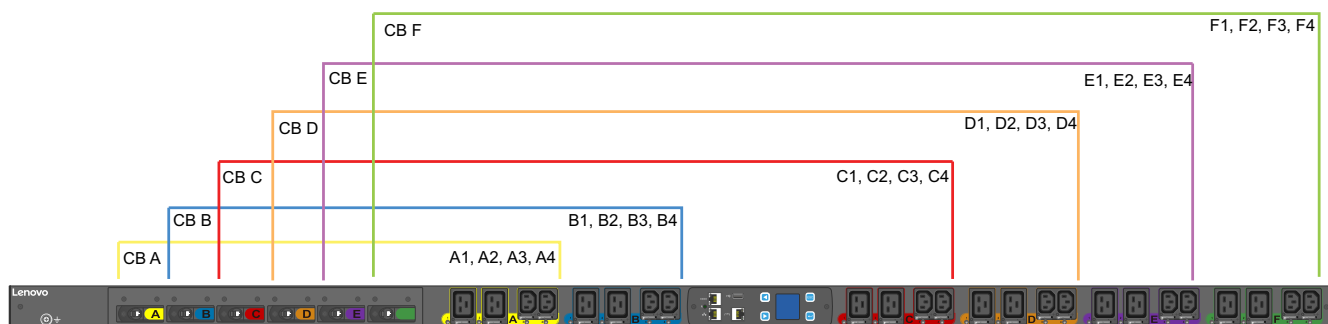 CB F
F1, F2, F3, F4
CB E
E1, E2, E3, E4
CB D
D1, D2, D3, D4
CB C
C1, C2, C3, C4
CB B
B1, B2, B3, B4
CB A
A1, A2, A3, A4
Lenovo
A B C D E A B C D E F